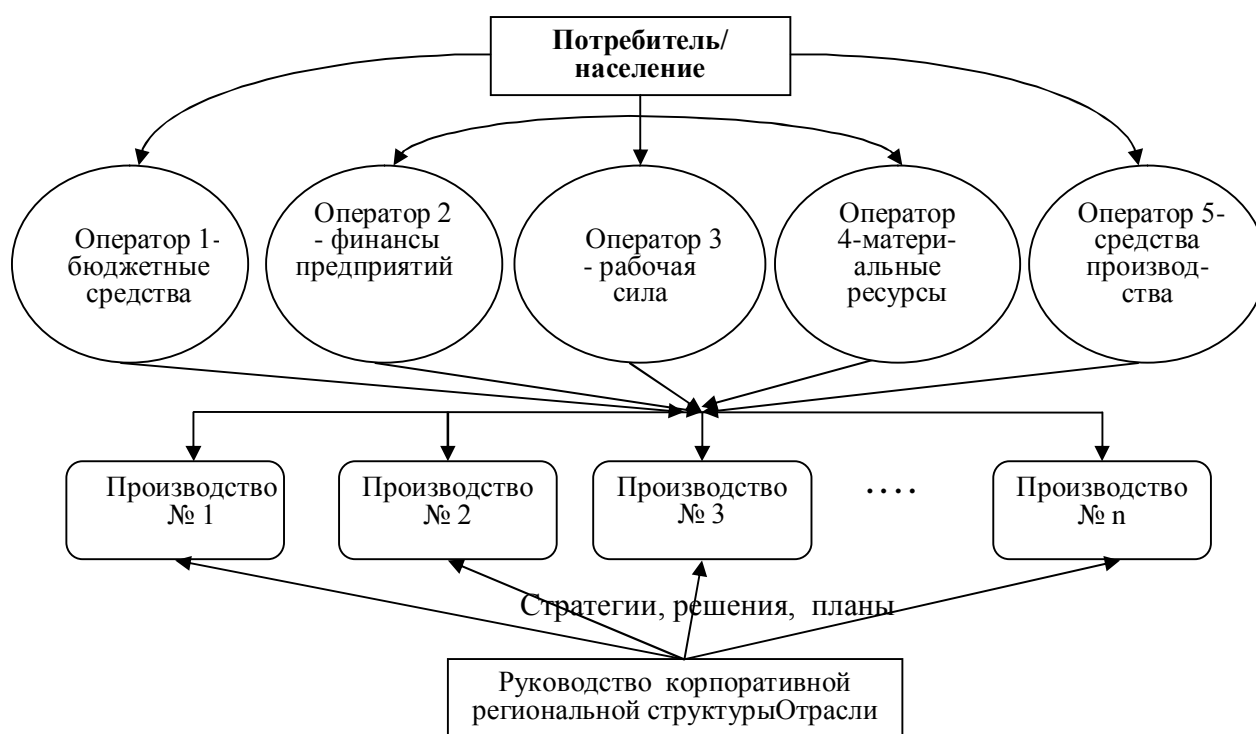 Потребитель/
население
Оператор 1-
бюджетные
средства
Оператор 2
- финансы
предприятий
Оператор 3
- рабочая
сила
Оператор
4-матери-
альные
ресурсы
Оператор 5-
средства
производ-
ства
Производство
№ 1
Производство
№ 2
Производство
№ 3
....
Производство
№ n
Стратегии, решения, планы
Руководство корпоративной
региональной структурыОтрасли